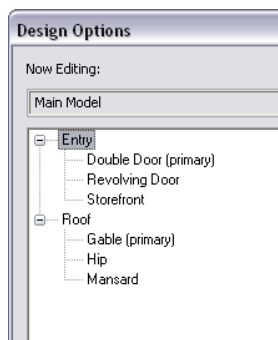 Design Options
Now Editing:
Main Model
Entry
Double Door (primary)
Revolving Door
Storefront
Roof
Gable (primary)
Hip
Mansard